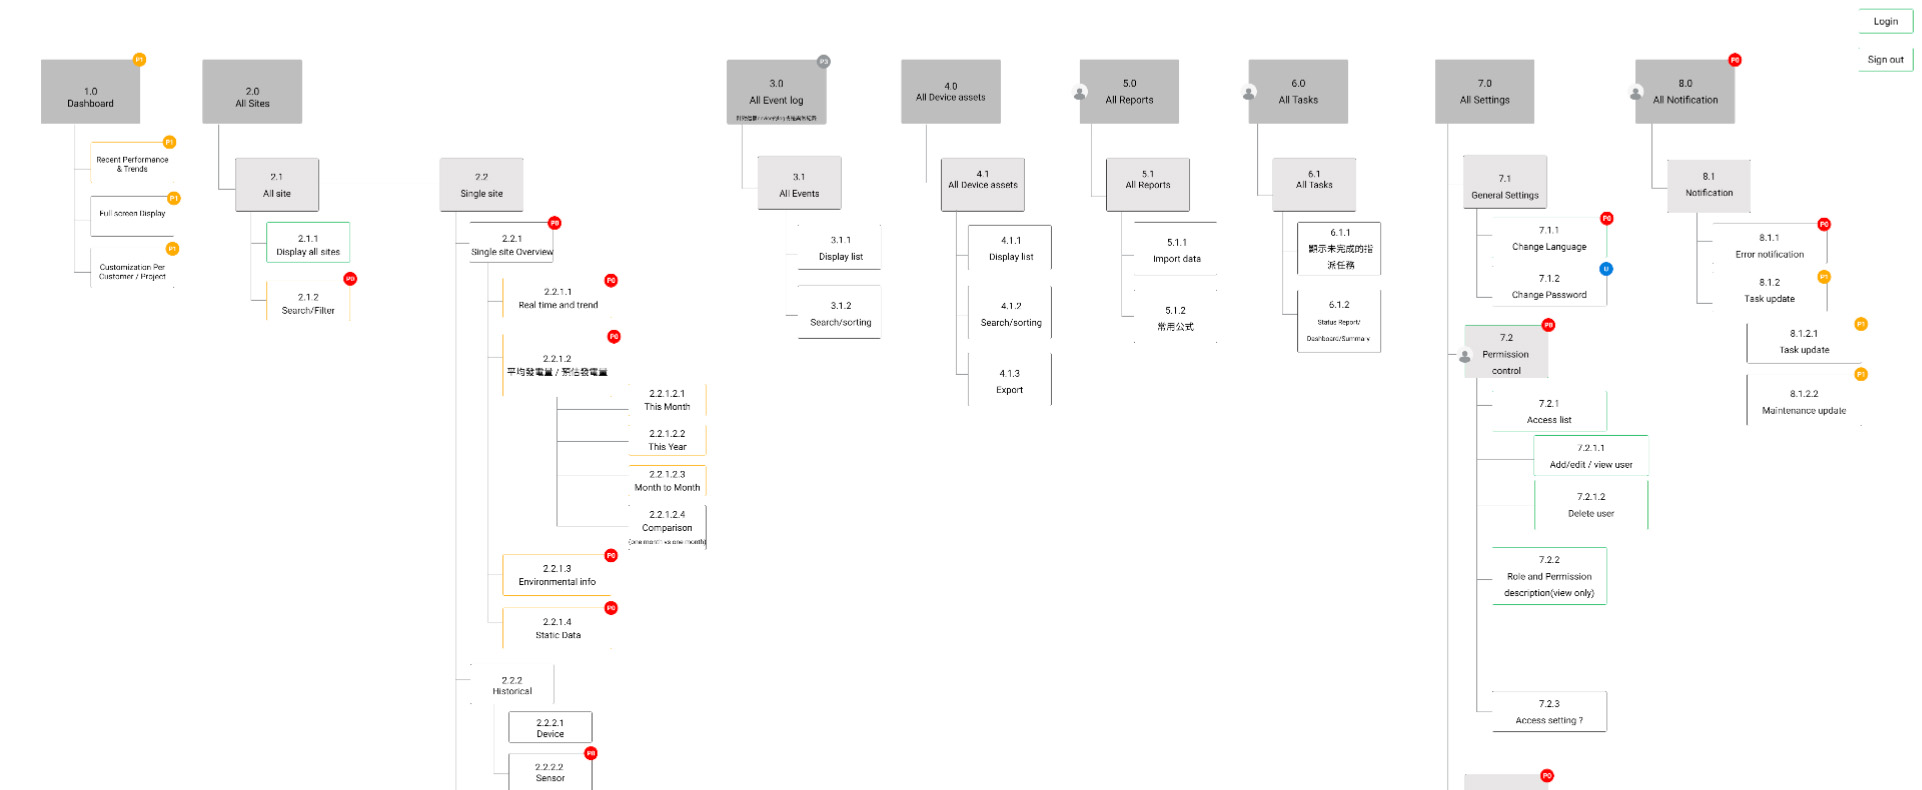 Login
Sign out
P1
1.0
Dashboard
P1
Recent Performance
& Trends
P1
Full screen Display
P1
Customization Per
Customer / Project
2.0
All Sites
2.1
All site
2.1.1
Display all sites
P0
2.1.2
Search/Filter
2.2
Single site
P0
2.2.1
Single site Overview
P0
2.2.1.1
Real time and trend
P0
2.2.1.2
平均發電量 / 預估發電量
2.2.1.2.1
This Month
2.2.1.2.2
This Year
2.2.1.2.3
Month to Month
2.2.1.2.4
Comparison
(one month vs one month)
P0
2.2.1.3
Environmental info
P0
2.2.1.4
Static Data
2.2.2
Historical
2.2.2.1
Device
P0
2.2.2.2
Sensor
P3
3.0
All Event log
3.1
All Events
3.1.1
Display list
3.1.2
Search/sorting
4.0
All Device assets
4.1
All Device assets
4.1.1
Display list
4.1.2
Search/sorting
4.1.3
Export
5.0
All Reports
5.1
All Reports
5.1.1
Import data
5.1.2
常用公式
6.0
All Tasks
6.1
All Tasks
6.1.1
顯示未完成的指
派任務
6.1.2
Status Report/
Dashboard/Summary
7.0
All Settings
7.1
General Settings
P0
7.1.1
Change Language
U
7.1.2
Change Password
P0
7.2
Permission
control
7.2.1
Access list
7.2.1.1
Add/edit / view user
7.2.1.2
Delete user
7.2.2
Role and Permission
description(view only)
7.2.3
Access setting ?
P0
P0
8.0
All Notification
8.1
Notification
P0
8.1.1
Error notification
P1
8.1.2
Task update
P1
8.1.2.1
Task update
P1
8.1.2.2
Maintenance update